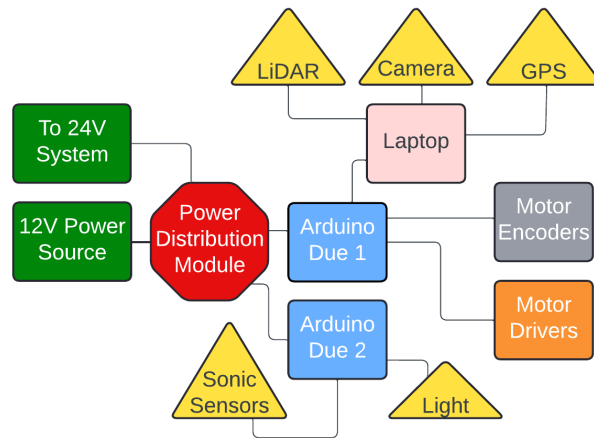 LiDAR
Camera
GPS
To 24V
System
Laptop
12V Power
Source
Power
Distribution
Module
Arduino
Due 1
Motor
Encoders
Arduino
Due 2
Motor
Drivers
Sonic
Sensors
Light